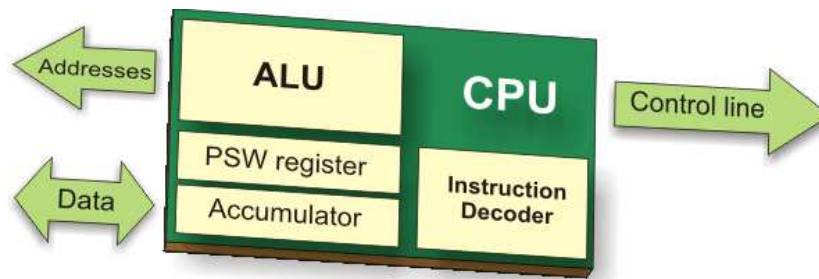 Addresses
ALU
CPU
Control line
PSW register
Data
Accumulator
Instruction
Decoder